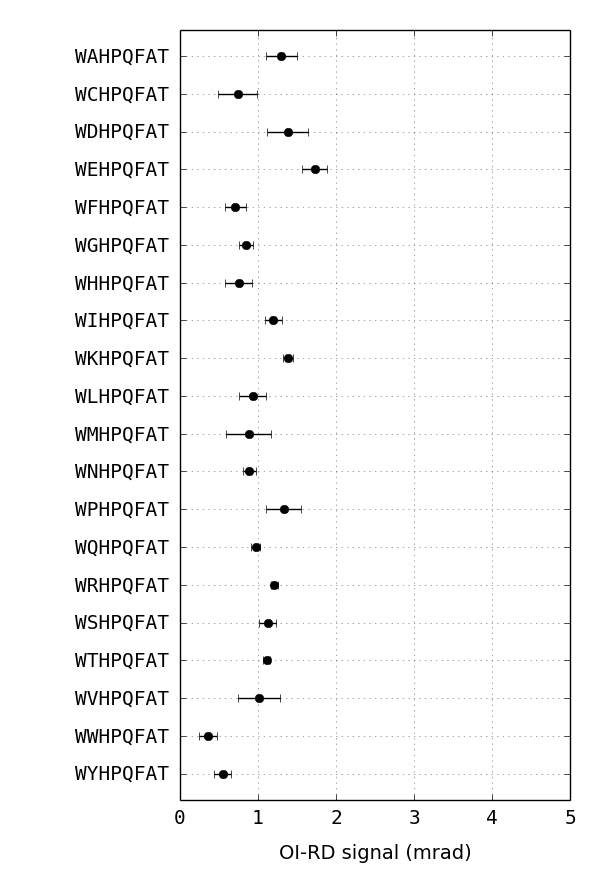 WAHPQFAT
WCHPQFAT
WDHPQFAT
WEHPQFAT
WFHPQFAT
WGHPQFAT
WHHPQFAT
WIHPQFAT
WKHPQFAT
WLHPQFAT
WMHPQFAT
WNHPQFAT
WPHPQFAT
WQHPQFAT
WRHPQFAT
WSHPQFAT
WTHPQFAT
WVHPQFAT
WWHPQFAT
WYHPQFAT
0 1 2 3 4 5
OI-RD signal (mrad)